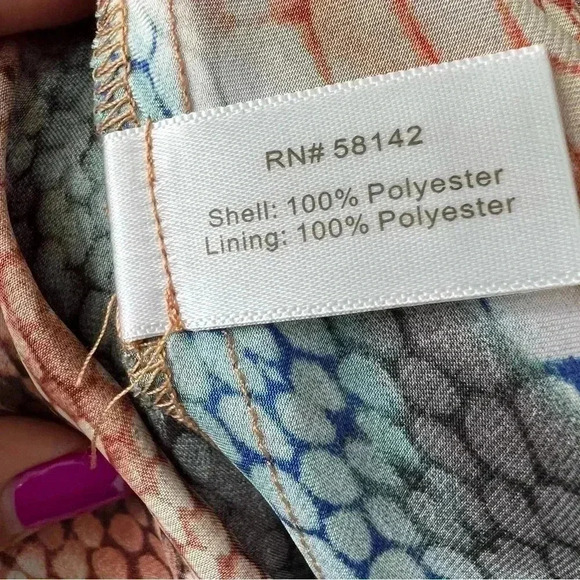 RN# 58142
Shell: 100% Polyester
Lining: 100% Polyester